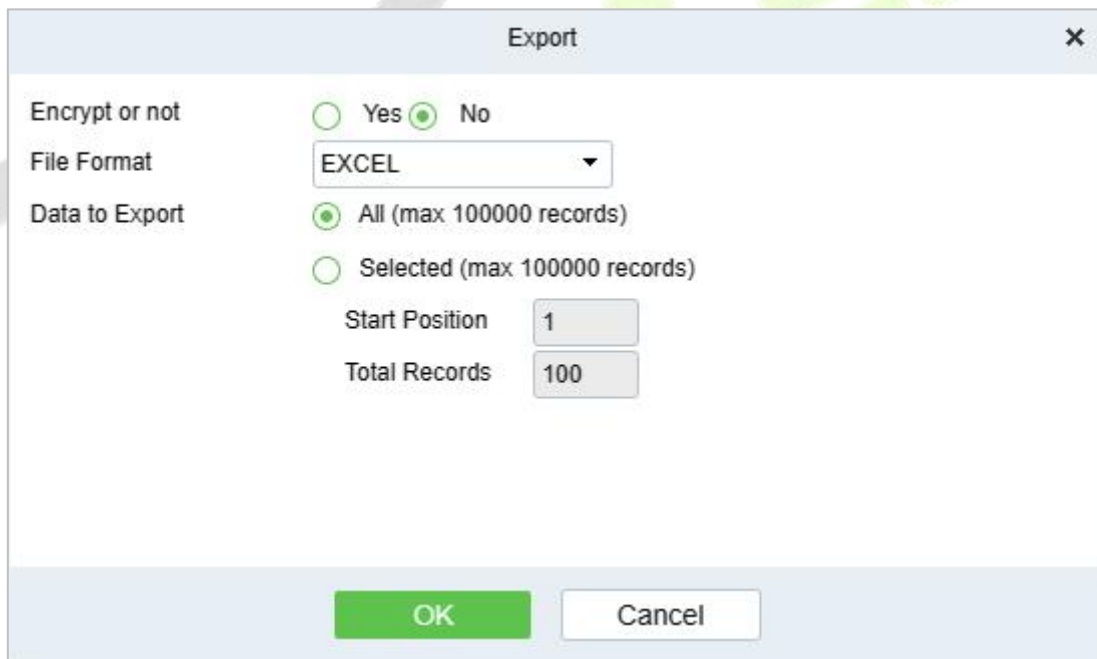 Export ×
Encrypt or not Yes No
File Format EXCEL
Data to Export All (max 100000 records)
Selected (max 100000 records)
Start Position 1
Total Records 100
OK Cancel